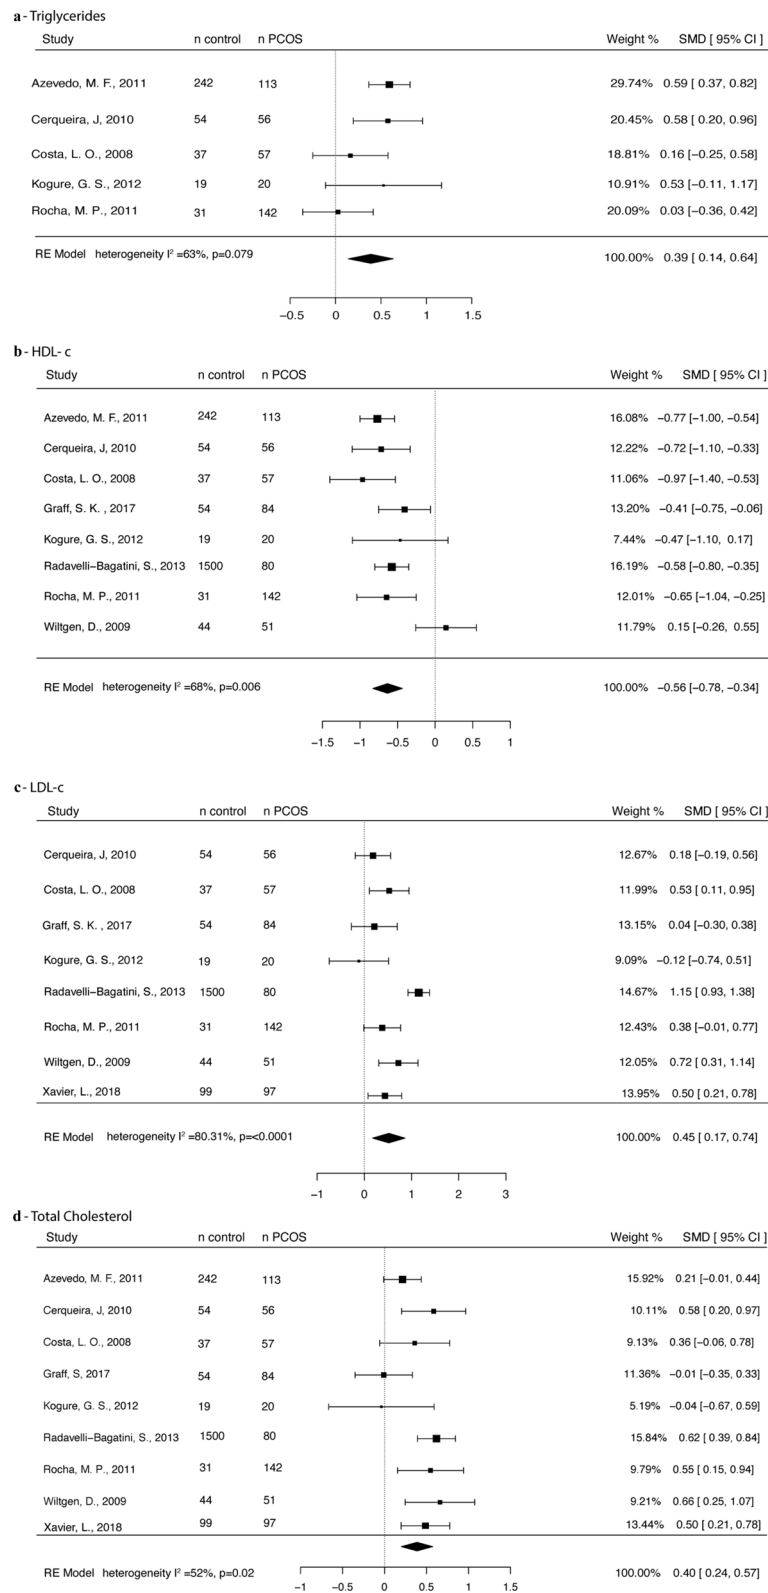 a - Triglycerides
Study n control n PCOS Weight % SMD [ 95% CI ]
Azevedo, M. F., 2011 242 113 29.74% 0.59 [ 0.37, 0.82]
Cerqueira, J, 2010 54 56 20.45% 0.58 [ 0.20, 0.96]
Costa, L. O., 2008 37 57 18.81% 0.16 [−0.25, 0.58]
Kogure, G. S., 2012 19 20 10.91% 0.53 [−0.11, 1.17]
Rocha, M. P., 2011 31 142 20.09% 0.03 [−0.36, 0.42]
RE Model heterogeneity I² =63%, p=0.079 100.00% 0.39 [ 0.14, 0.64]
−0.5 0 0.5 1 1.5
b - HDL- c
Study n control n PCOS Weight % SMD [ 95% CI ]
Azevedo, M. F., 2011 242 113 16.08% −0.77 [−1.00, −0.54]
Cerqueira, J, 2010 54 56 12.22% −0.72 [−1.10, −0.33]
Costa, L. O., 2008 37 57 11.06% −0.97 [−1.40, −0.53]
Graff, S. K. , 2017 54 84 13.20% −0.41 [−0.75, −0.06]
Kogure, G. S., 2012 19 20 7.44% −0.47 [−1.10, 0.17]
Radavelli−Bagatini, S., 2013 1500 80 16.19% −0.58 [−0.80, −0.35]
Rocha, M. P., 2011 31 142 12.01% −0.65 [−1.04, −0.25]
Wiltgen, D., 2009 44 51 11.79% 0.15 [−0.26, 0.55]
RE Model heterogeneity I² =68%, p=0.006 100.00% −0.56 [−0.78, −0.34]
−1.5 −1 −0.5 0 0.5 1
c - LDL-c
Study n control n PCOS Weight % SMD [ 95% CI ]
Cerqueira, J, 2010 54 56 12.67% 0.18 [−0.19, 0.56]
Costa, L. O., 2008 37 57 11.99% 0.53 [ 0.11, 0.95]
Graff, S. K. , 2017 54 84 13.15% 0.04 [−0.30, 0.38]
Kogure, G. S., 2012 19 20 9.09% −0.12 [−0.74, 0.51]
Radavelli−Bagatini, S., 2013 1500 80 14.67% 1.15 [ 0.93, 1.38]
Rocha, M. P., 2011 31 142 12.43% 0.38 [−0.01, 0.77]
Wiltgen, D., 2009 44 51 12.05% 0.72 [ 0.31, 1.14]
Xavier, L., 2018 99 97 13.95% 0.50 [ 0.21, 0.78]
RE Model heterogeneity I² =80.31%, p=<0.0001 100.00% 0.45 [ 0.17, 0.74]
−1 0 1 2 3
d - Total Cholesterol
Study n control n PCOS Weight % SMD [ 95% CI ]
Azevedo, M. F., 2011 242 113 15.92% 0.21 [−0.01, 0.44]
Cerqueira, J, 2010 54 56 10.11% 0.58 [ 0.20, 0.97]
Costa, L. O., 2008 37 57 9.13% 0.36 [−0.06, 0.78]
Graff, S, 2017 54 84 11.36% −0.01 [−0.35, 0.33]
Kogure, G. S., 2012 19 20 5.19% −0.04 [−0.67, 0.59]
Radavelli−Bagatini, S., 2013 1500 80 15.84% 0.62 [ 0.39, 0.84]
Rocha, M. P., 2011 31 142 9.79% 0.55 [ 0.15, 0.94]
Wiltgen, D., 2009 44 51 9.21% 0.66 [ 0.25, 1.07]
Xavier, L., 2018 99 97 13.44% 0.50 [ 0.21, 0.78]
RE Model heterogeneity I² =52%, p=0.02 100.00% 0.40 [ 0.24, 0.57]
−1 −0.5 0 0.5 1 1.5